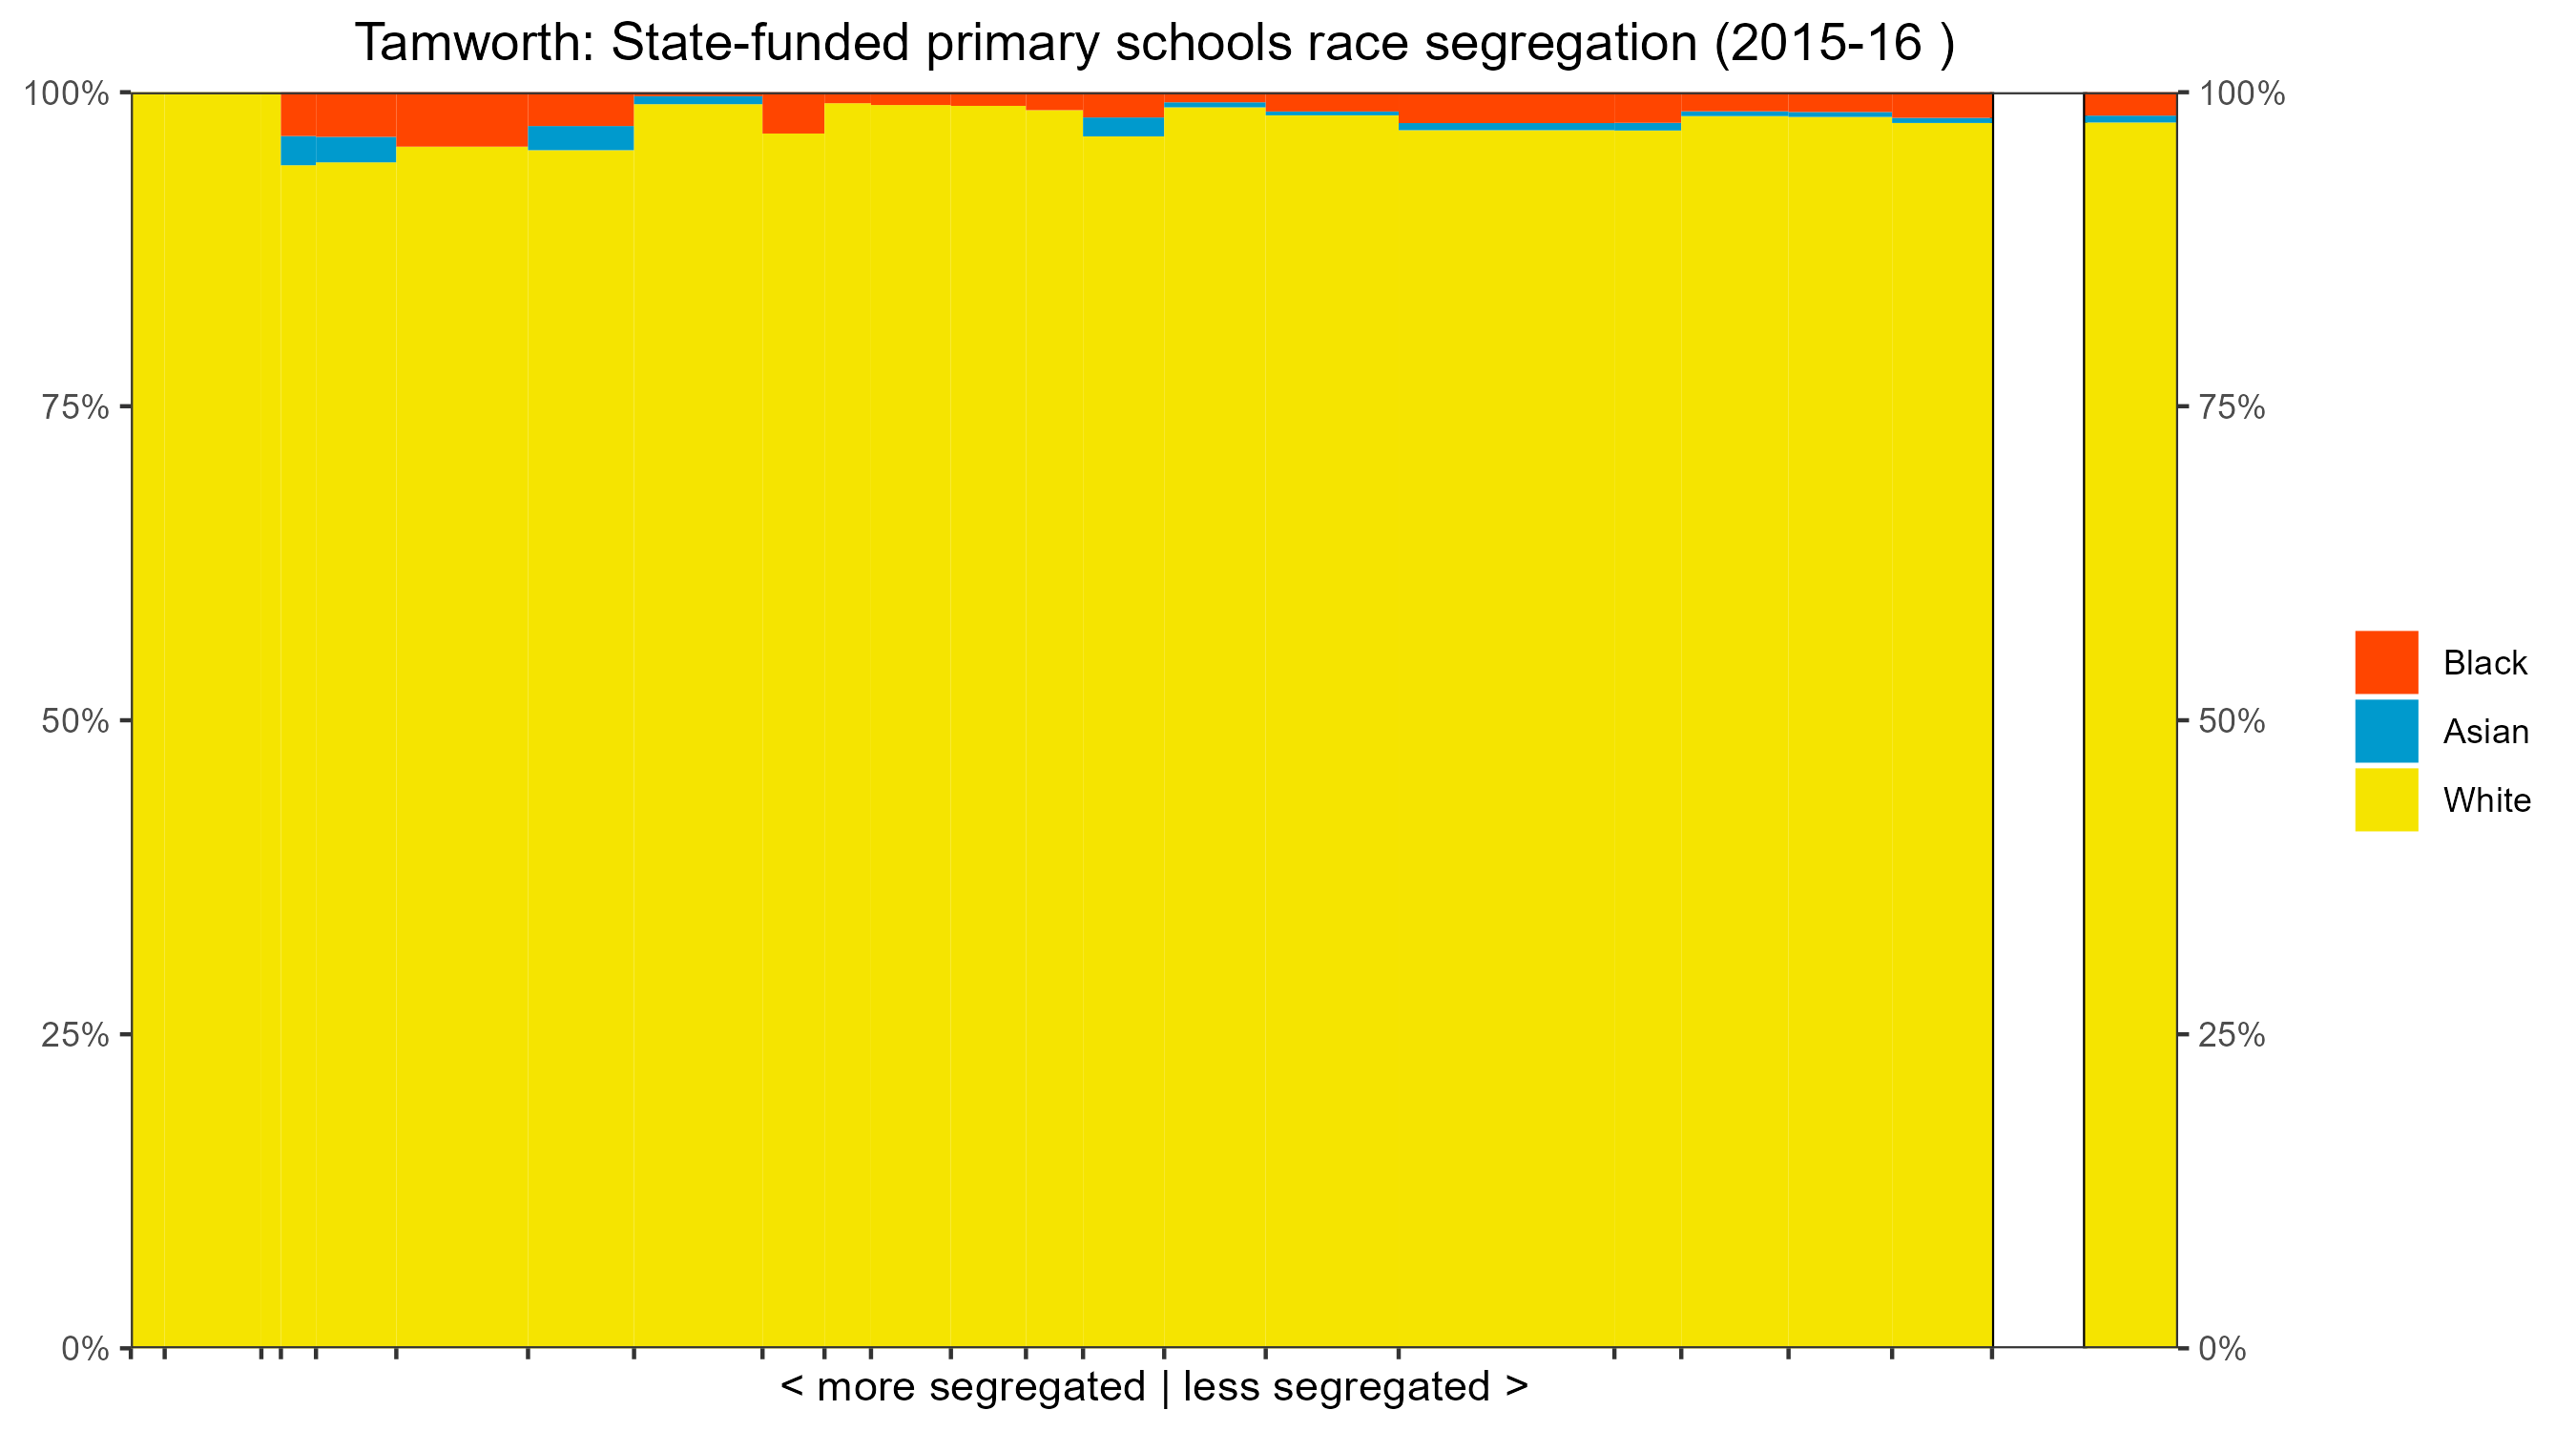 Tamworth: State-funded primary schools race segregation (2015-16 )
100%
75%
50%
25%
0%
100%
75%
50%
25%
0%
Black
Asian
White
< more segregated | less segregated >